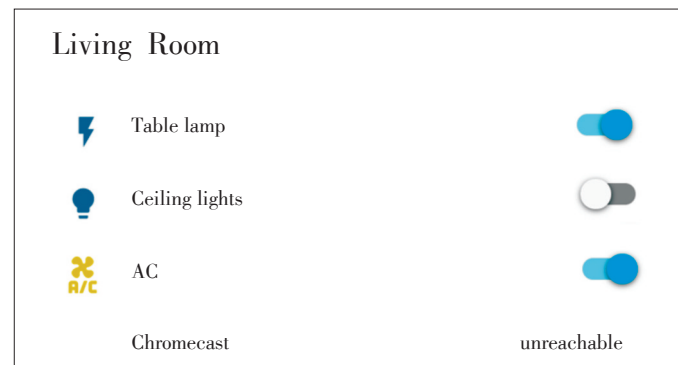 Living Room
Table lamp
Ceiling lights
A/C AC
Chromecast unreachable